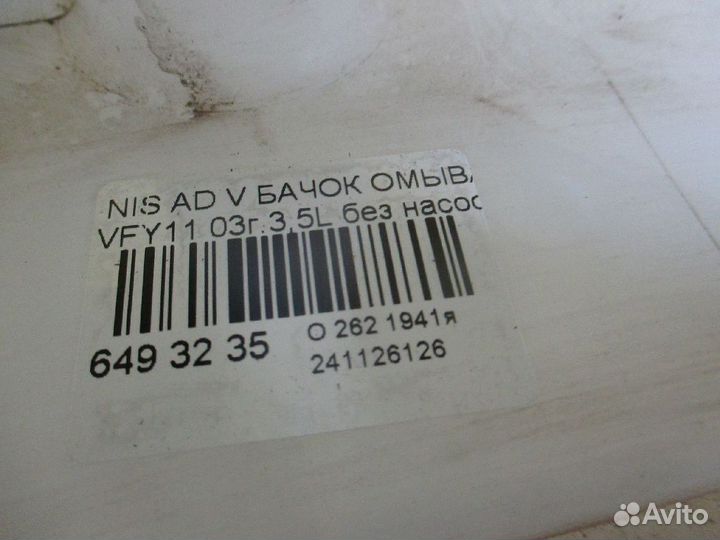 NIS AD V БАЧОК ОМЫВА
VFY11 03г.3,5L без насос
649 32 35
О 262 1941я
241126126
Avito